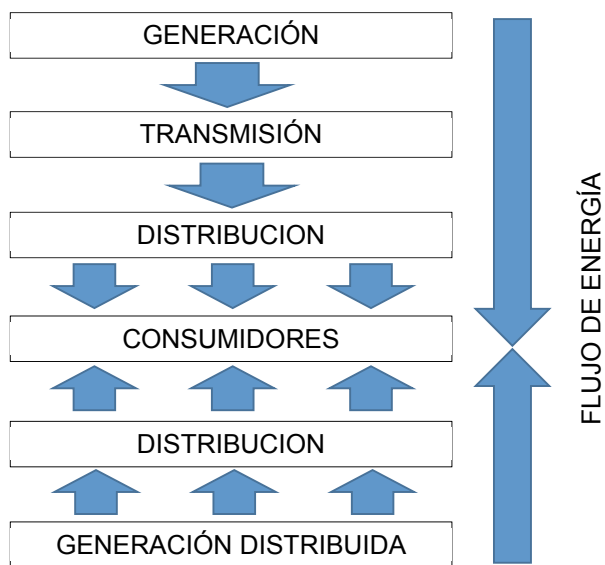 GENERACIÓN
TRANSMISIÓN
DISTRIBUCION
CONSUMIDORES
DISTRIBUCION
GENERACIÓN DISTRIBUIDA
FLUJO DE ENERGÍA